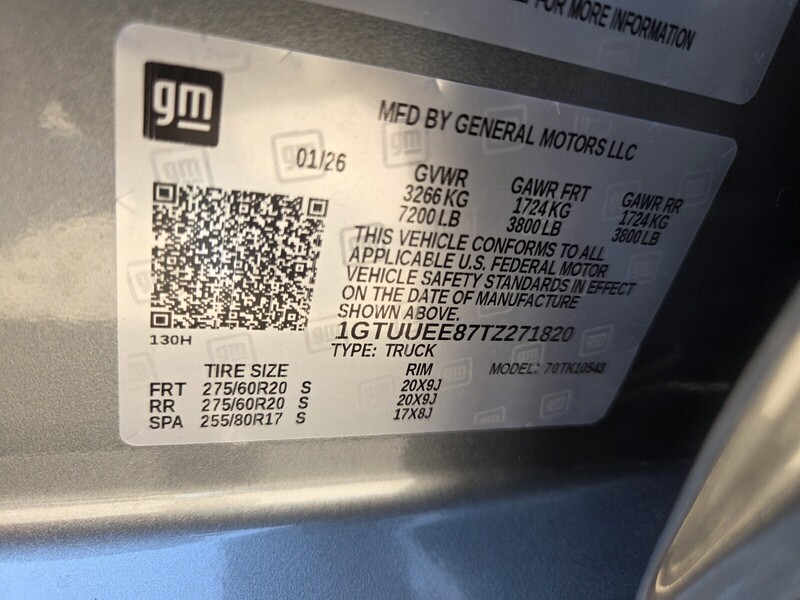 FOR MORE INFORMATION
gm
MFD BY GENERAL MOTORS LLC
01/26
GVWR GAWR FRT GAWR RR
3266 KG 1724 KG 1724 KG
7200 LB 3800 LB 3800 LB
THIS VEHICLE CONFORMS TO ALL
APPLICABLE U.S. FEDERAL MOTOR
VEHICLE SAFETY STANDARDS IN EFFECT
ON THE DATE OF MANUFACTURE
SHOWN ABOVE.
130H
1GTUUEE87TZ271820
TYPE: TRUCK
TIRE SIZE RIM MODEL: 70TK10543
FRT 275/60R20 S 20X9J
RR 275/60R20 S 20X9J
SPA 255/80R17 S 17X8J